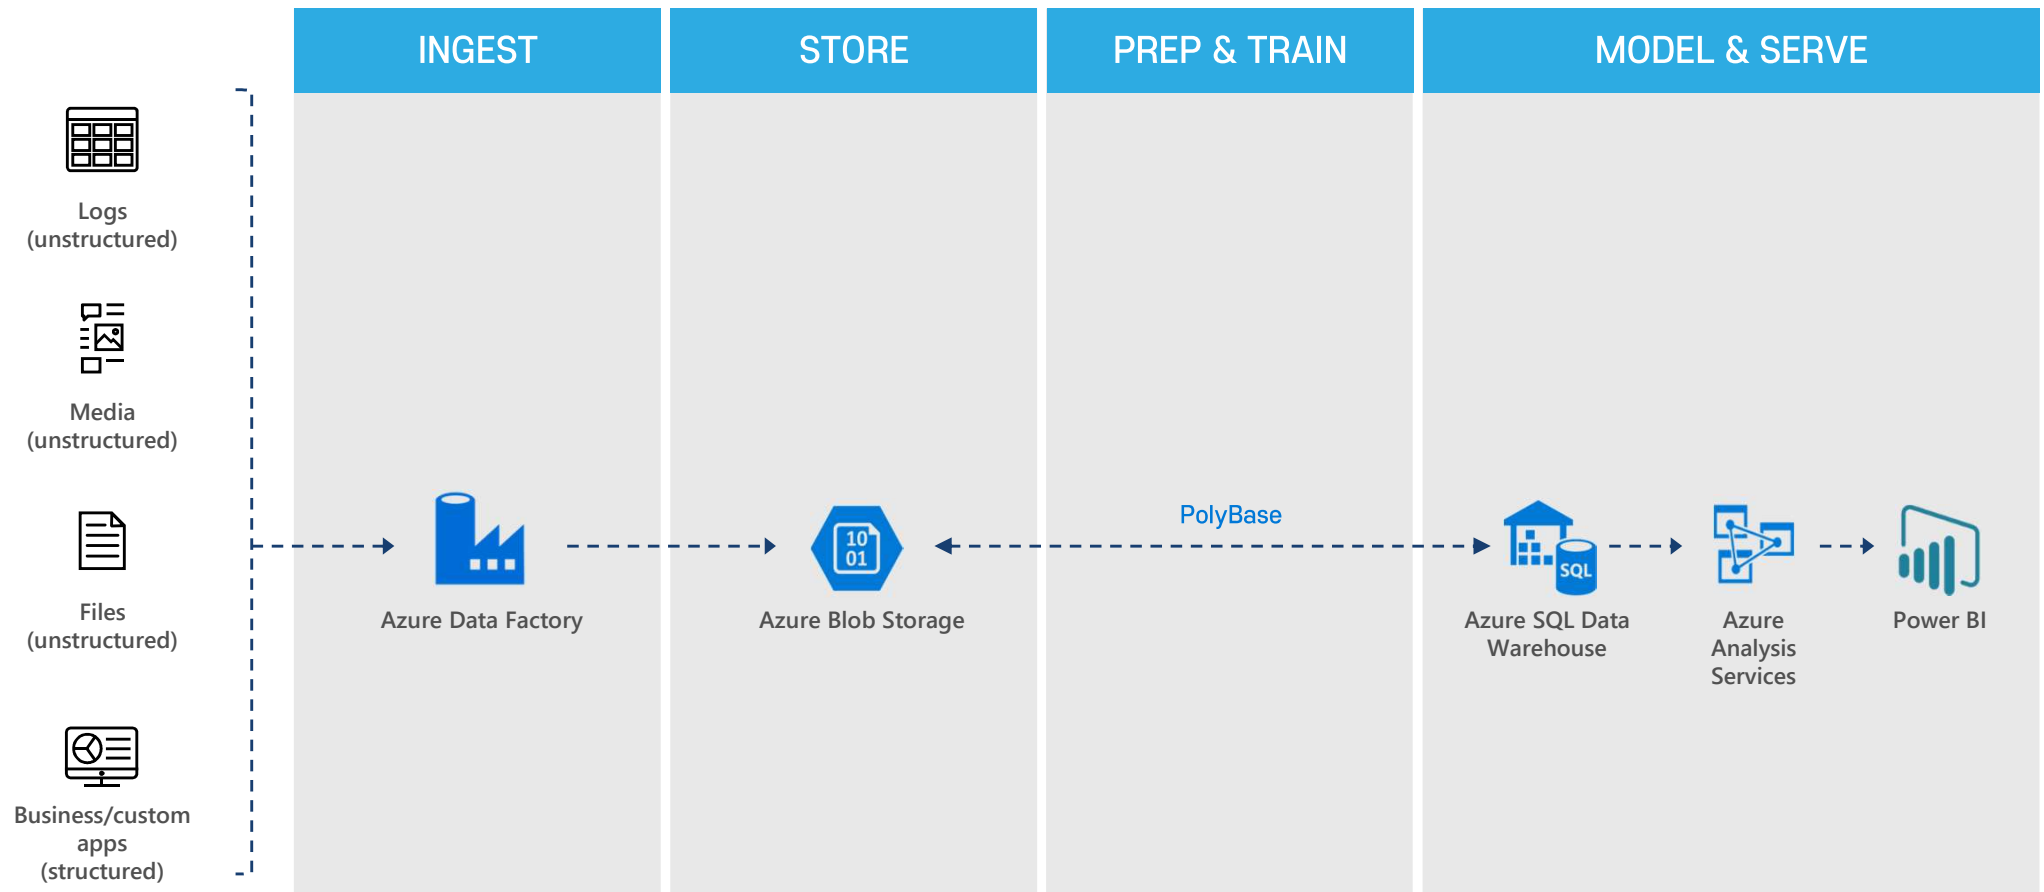 INGEST
STORE
PREP & TRAIN
MODEL & SERVE
Logs
(unstructured)
Media
(unstructured)
Files
(unstructured)
Business/custom
apps
(structured)
Azure Data Factory
10
01
Azure Blob Storage
PolyBase
SQL
Azure SQL Data
Warehouse
Azure
Analysis
Services
Power BI